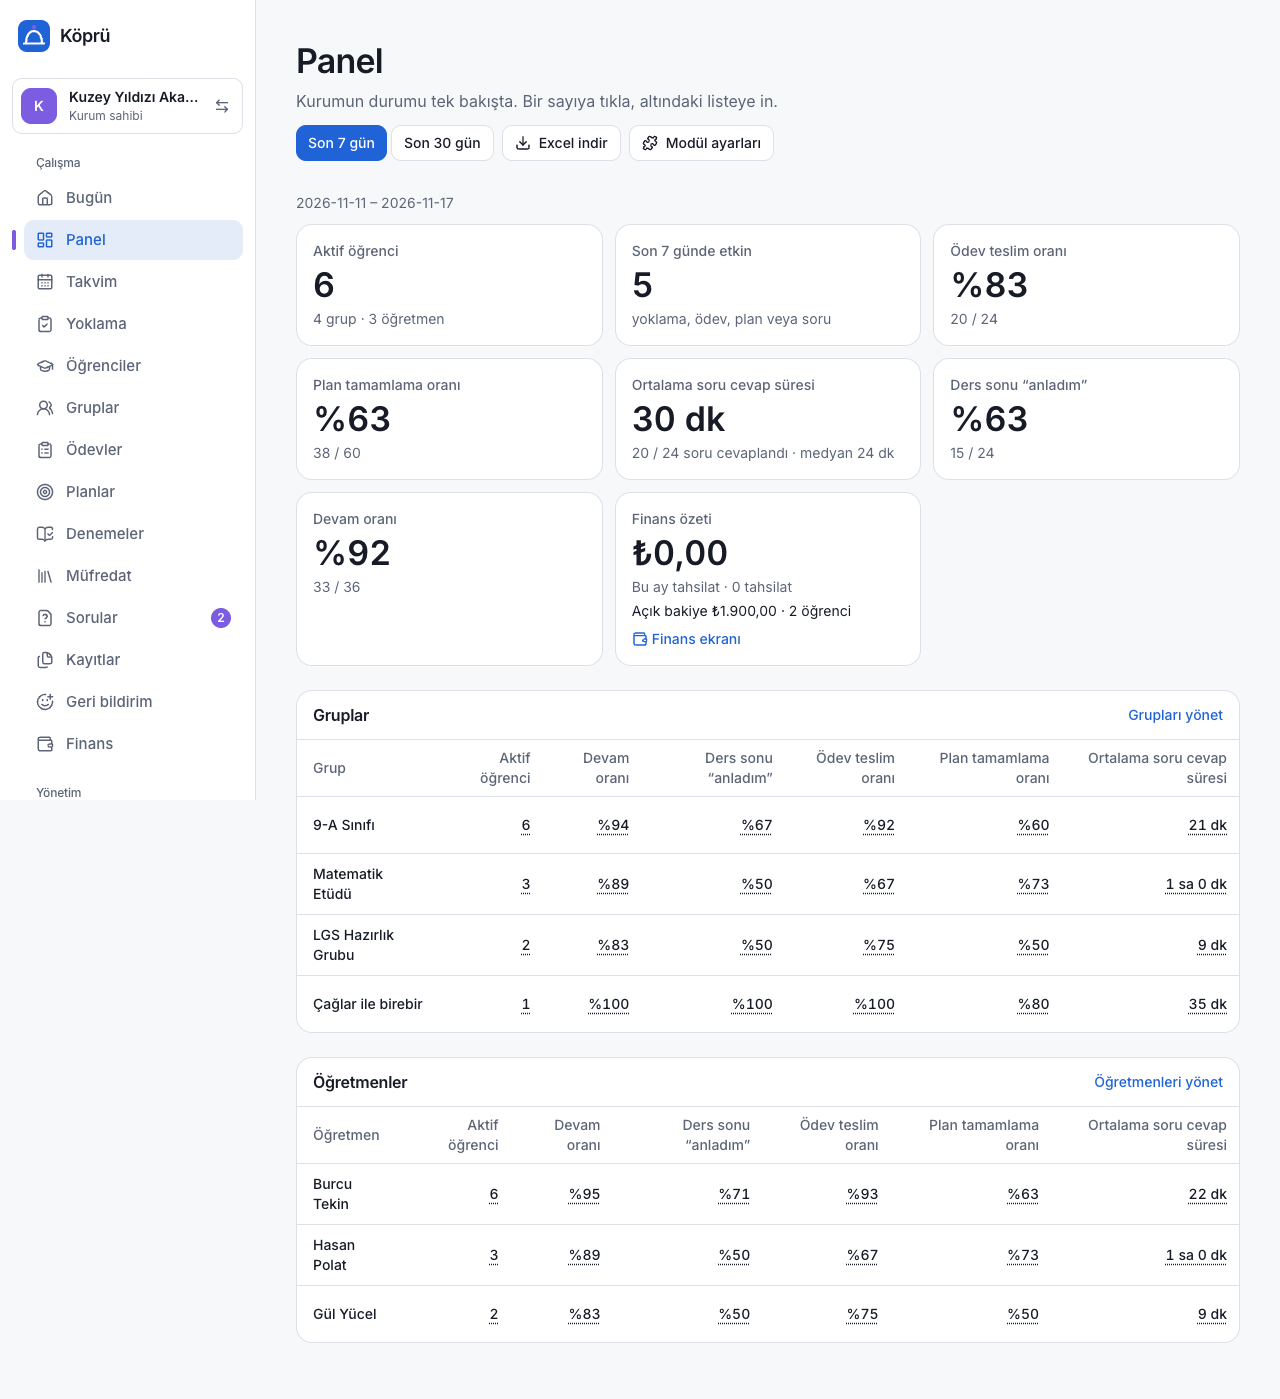 Köprü
K
Kuzey Yıldızı Aka...
Kurum sahibi
Çalışma
Bugün
Panel
Takvim
Yoklama
Öğrenciler
Gruplar
Ödevler
Planlar
Denemeler
Müfredat
Sorular
2
Kayıtlar
Geri bildirim
Finans
Yönetim
Panel
Kurumun durumu tek bakışta. Bir sayıya tıkla, altındaki listeye in.
Son 7 gün
Son 30 gün
Excel indir
Modül ayarları
2026-11-11 – 2026-11-17
Aktif öğrenci
6
4 grup · 3 öğretmen
Son 7 günde etkin
5
yoklama, ödev, plan veya soru
Ödev teslim oranı
%83
20 / 24
Plan tamamlama oranı
%63
38 / 60
Ortalama soru cevap süresi
30 dk
20 / 24 soru cevaplandı · medyan 24 dk
Ders sonu “anladım”
%63
15 / 24
Devam oranı
%92
33 / 36
Finans özeti
₺0,00
Bu ay tahsilat · 0 tahsilat
Açık bakiye ₺1.900,00 · 2 öğrenci
Finans ekranı
Gruplar
Grupları yönet
Grup
Aktif
öğrenci
Devam
oranı
Ders sonu
“anladım”
Ödev teslim
oranı
Plan tamamlama
oranı
Ortalama soru cevap
süresi
9-A Sınıfı
6
%94
%67
%92
%60
21 dk
Matematik
Etüdü
3
%89
%50
%67
%73
1 sa 0 dk
LGS Hazırlık
Grubu
2
%83
%50
%75
%50
9 dk
Çağlar ile birebir
1
%100
%100
%100
%80
35 dk
Öğretmenler
Öğretmenleri yönet
Öğretmen
Aktif
öğrenci
Devam
oranı
Ders sonu
“anladım”
Ödev teslim
oranı
Plan tamamlama
oranı
Ortalama soru cevap
süresi
Burcu
Tekin
6
%95
%71
%93
%63
22 dk
Hasan
Polat
3
%89
%50
%67
%73
1 sa 0 dk
Gül Yücel
2
%83
%50
%75
%50
9 dk